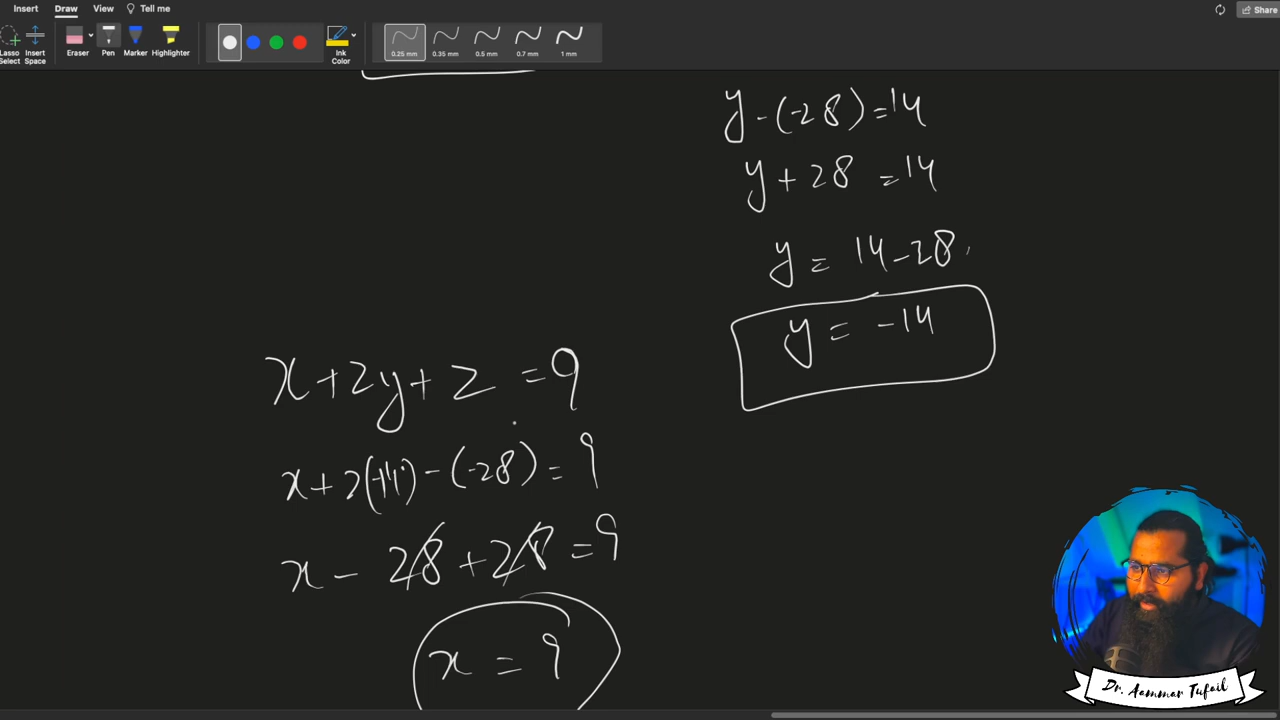 Insert Draw View Tell me
Share
Lasso Select
Insert Space
Eraser
Pen
Marker
Highlighter
Ink Color
0.25 mm
0.35 mm
0.5 mm
0.7 mm
1 mm
y - (-28) = 14
y + 28 = 14
y = 14 - 28
y = -14
x + 2y + z = 9
x + 2(-14) - (-28) = 9
x - 28 + 28 = 9
x = 9
Dr. Aammar Tufail